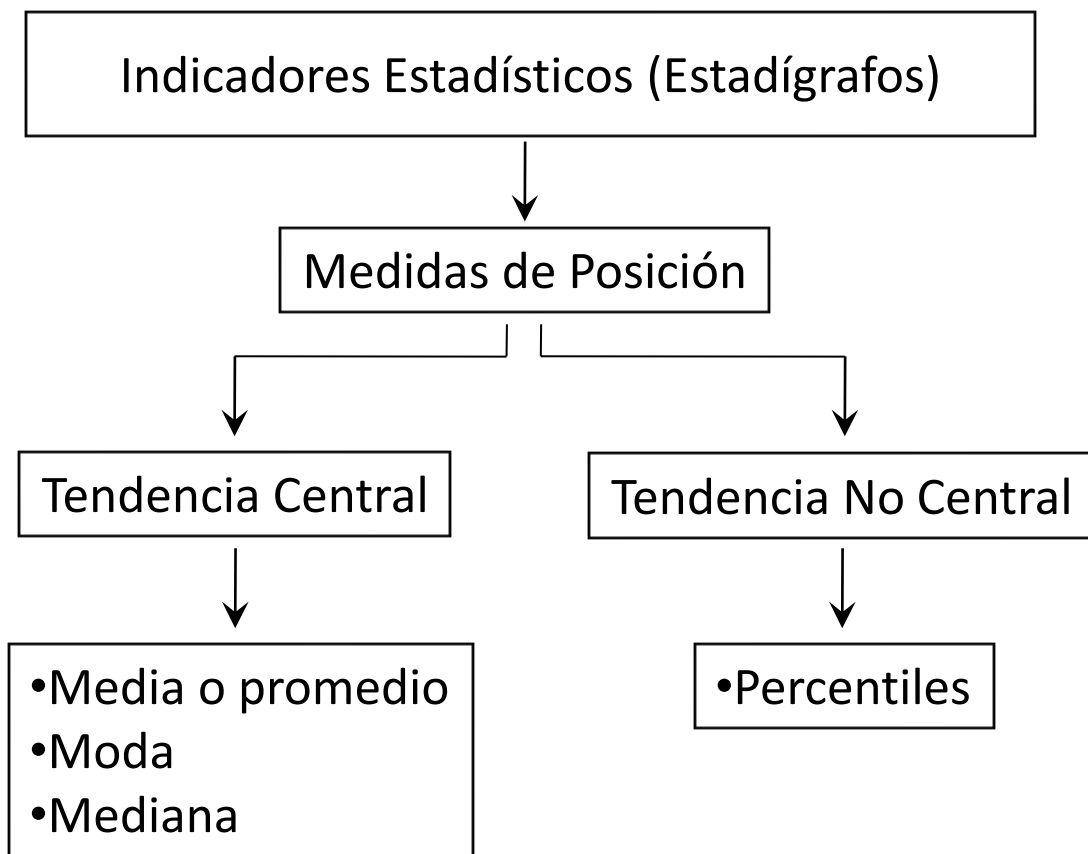 Indicadores Estadísticos (Estadígrafos)
Medidas de Posición
Tendencia Central
Tendencia No Central
•Media o promedio
•Moda
•Mediana
•Percentiles